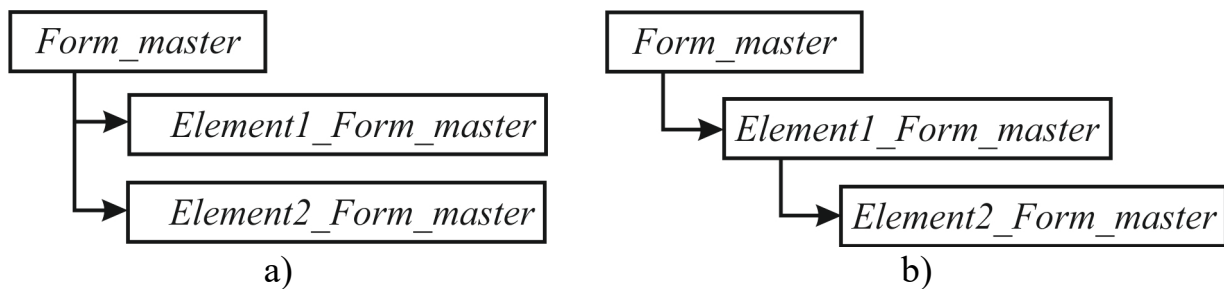 Form_master
Element1_Form_master
Element2_Form_master
a)
Form_master
Element1_Form_master
Element2_Form_master
b)